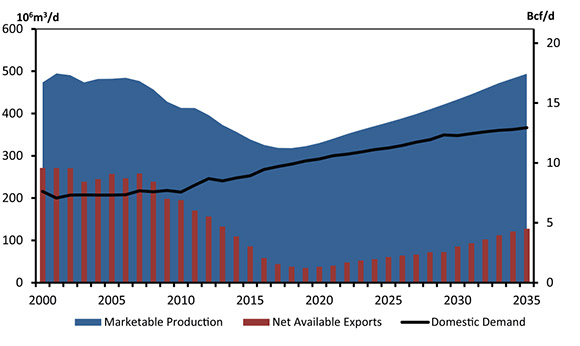 10⁶m³/d Bcf/d
600 20
500
400 15
300 10
200
100 5
0 0
2000 2005 2010 2015 2020 2025 2030 2035
Marketable Production Net Available Exports Domestic Demand